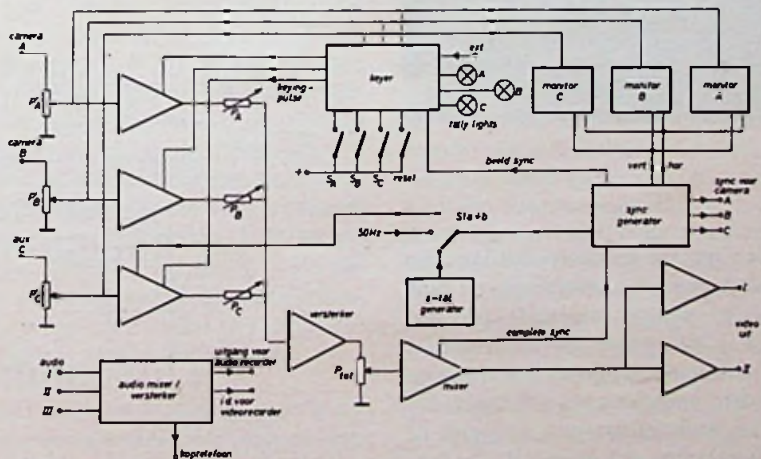 camera
A
P'A
camera
B
P'B
aux
C
P'C
PA
PB
PC
keying-
pulse
keyer
ext
A
B
C
tally lights
+
SA
SB
SC
reset
monitor
C
monitor
B
monitor
A
vert
hor
beeld sync
sync
generator
sync naar
camera
A
B
C
50Hz
S1a+b
x-tal
generator
complete sync
versterker
Ptot
mixer
I
video
uit
II
audio
I
II
III
audio mixer /
versterker
uitgang voor
audio recorder
id. voor
videorecorder
koptelefoon